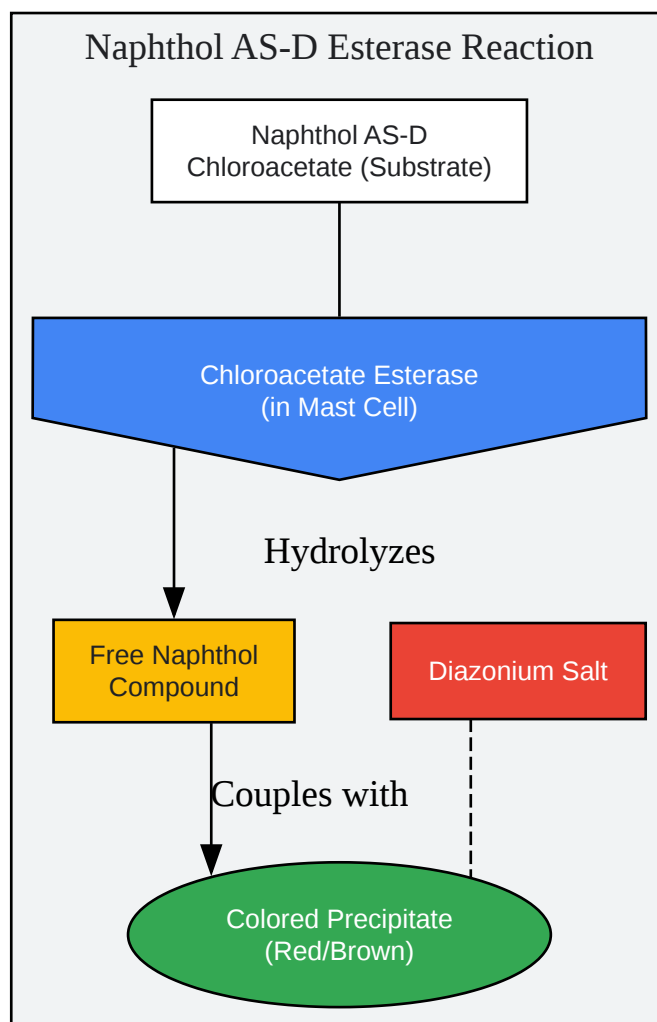 Naphthol AS-D Esterase Reaction
Naphthol AS-D
Chloroacetate (Substrate)
Chloroacetate Esterase
(in Mast Cell)
Hydrolyzes
Free Naphthol
Compound
Diazonium Salt
Couples with
Colored Precipitate
(Red/Brown)